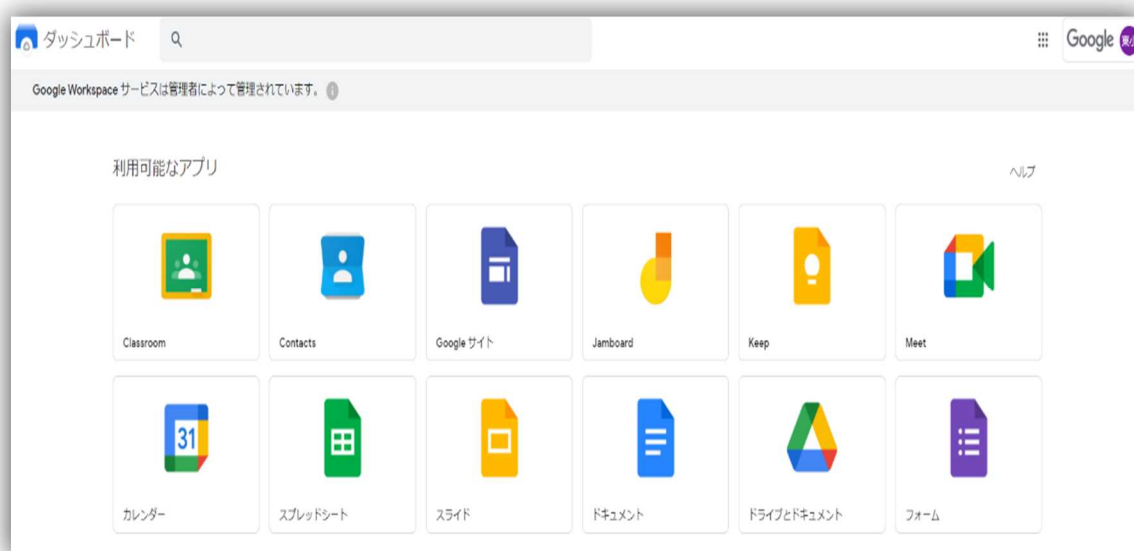 ダッシュボード
Google
Google Workspace サービスは管理者によって管理されています。
利用可能なアプリ
ヘルプ
Classroom
Contacts
Google サイト
Jamboard
Keep
Meet
31
カレンダー
スプレッドシート
スライド
ドキュメント
ドライブとドキュメント
フォーム